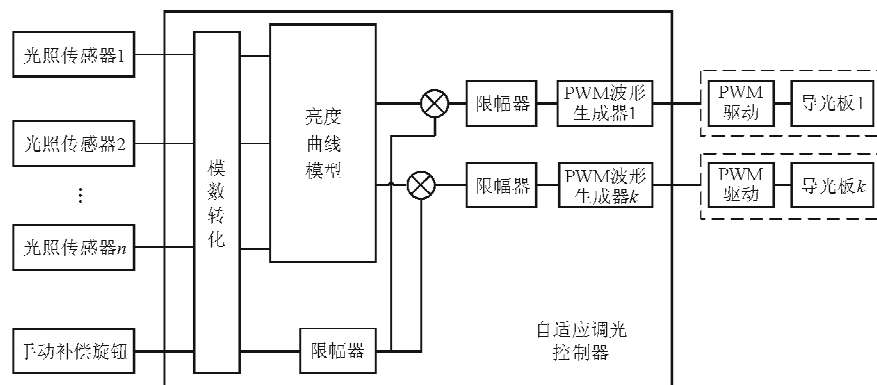 光照传感器1
光照传感器2
⋮
光照传感器n
手动补偿旋钮
模
数
转
化
亮度
曲线
模型
限幅器
限幅器
PWM波形
生成器1
PWM
驱动
导光板1
限幅器
PWM波形
生成器k
PWM
驱动
导光板k
自适应调光
控制器